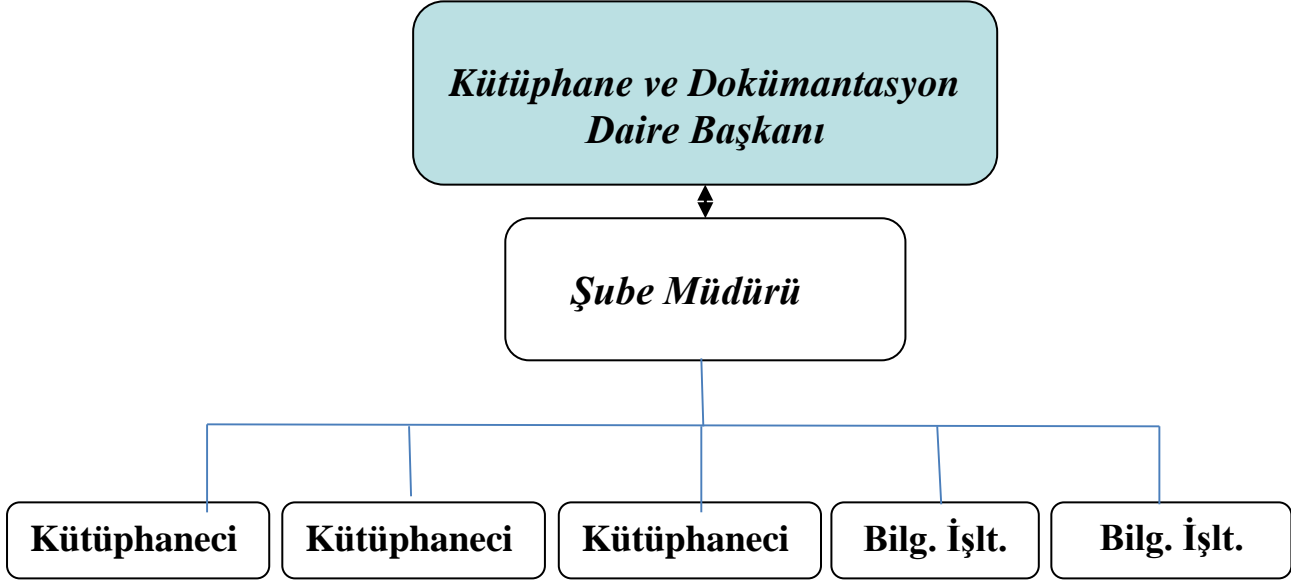 Kütüphane ve Dokümantasyon
Daire Başkanı
Şube Müdürü
Kütüphaneci
Kütüphaneci
Kütüphaneci
Bilg. İşlt.
Bilg. İşlt.